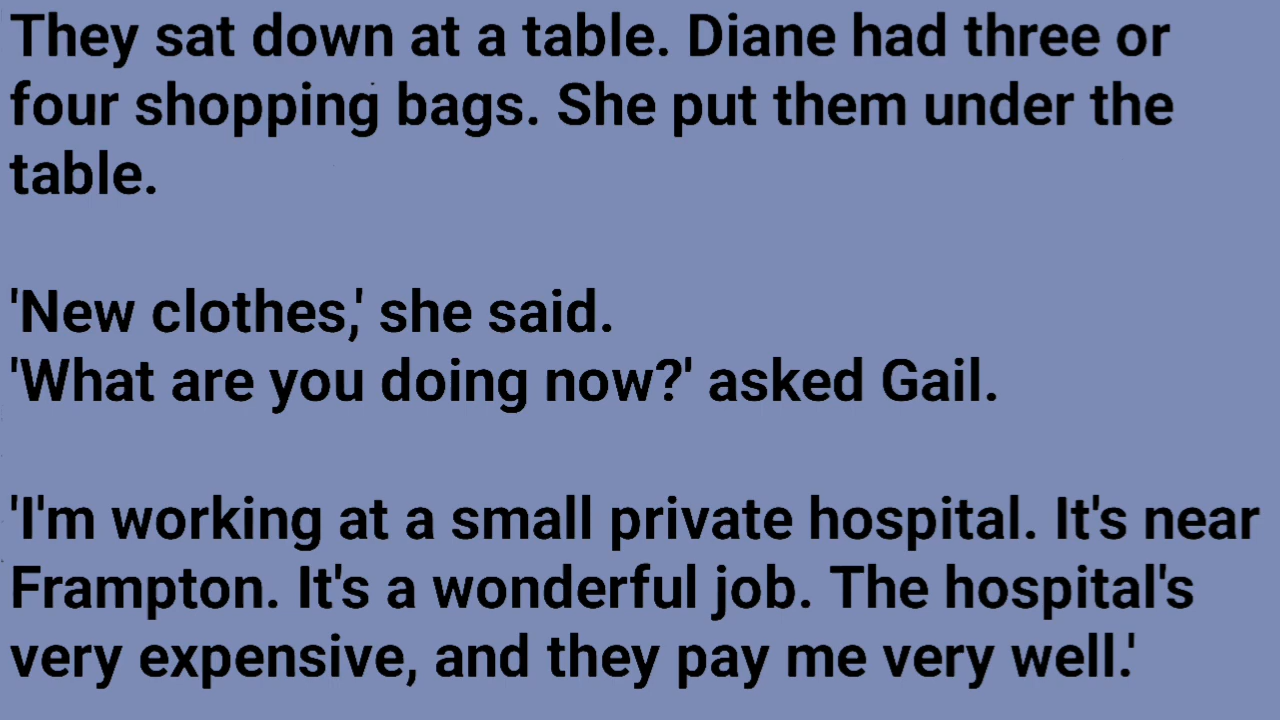 They sat down at a table. Diane had three or
four shopping bags. She put them under the
table.
'New clothes,' she said.
'What are you doing now?' asked Gail.
'I'm working at a small private hospital. It's near
Frampton. It's a wonderful job. The hospital's
very expensive, and they pay me very well.'